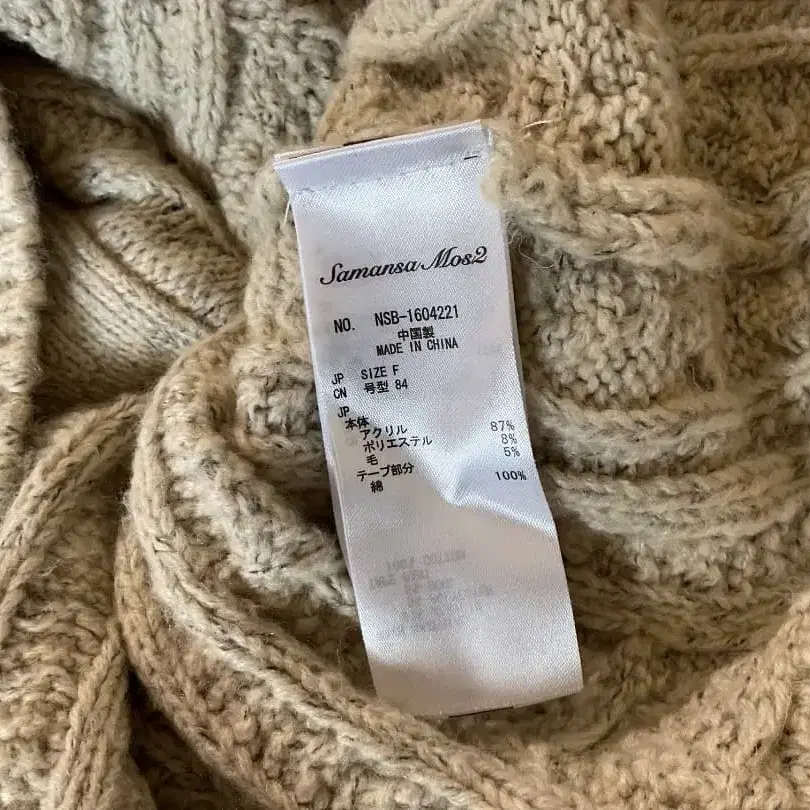 Samansa Mos2
NO. NSB-1604221
中国製
MADE IN CHINA
JP SIZE F
CN 号型 84
JP
本体
アクリル 87%
ポリエステル 8%
毛 5%
テープ部分
綿 100%